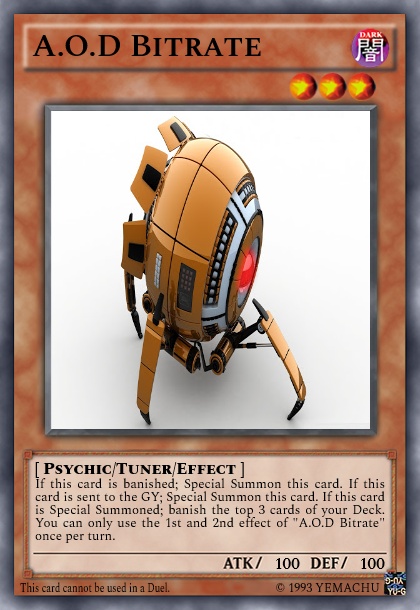 A.O.D Bitrate
DARK
闇
[ Psychic/Tuner/Effect ]
If this card is banished; Special Summon this card. If this
card is sent to the GY; Special Summon this card. If this card
is Special Summoned; banish the top 3 cards of your Deck.
You can only use the 1st and 2nd effect of "A.O.D Bitrate"
once per turn.
ATK/ 100 DEF/ 100
This card cannot be used in a Duel. © 1993 YEMACHU